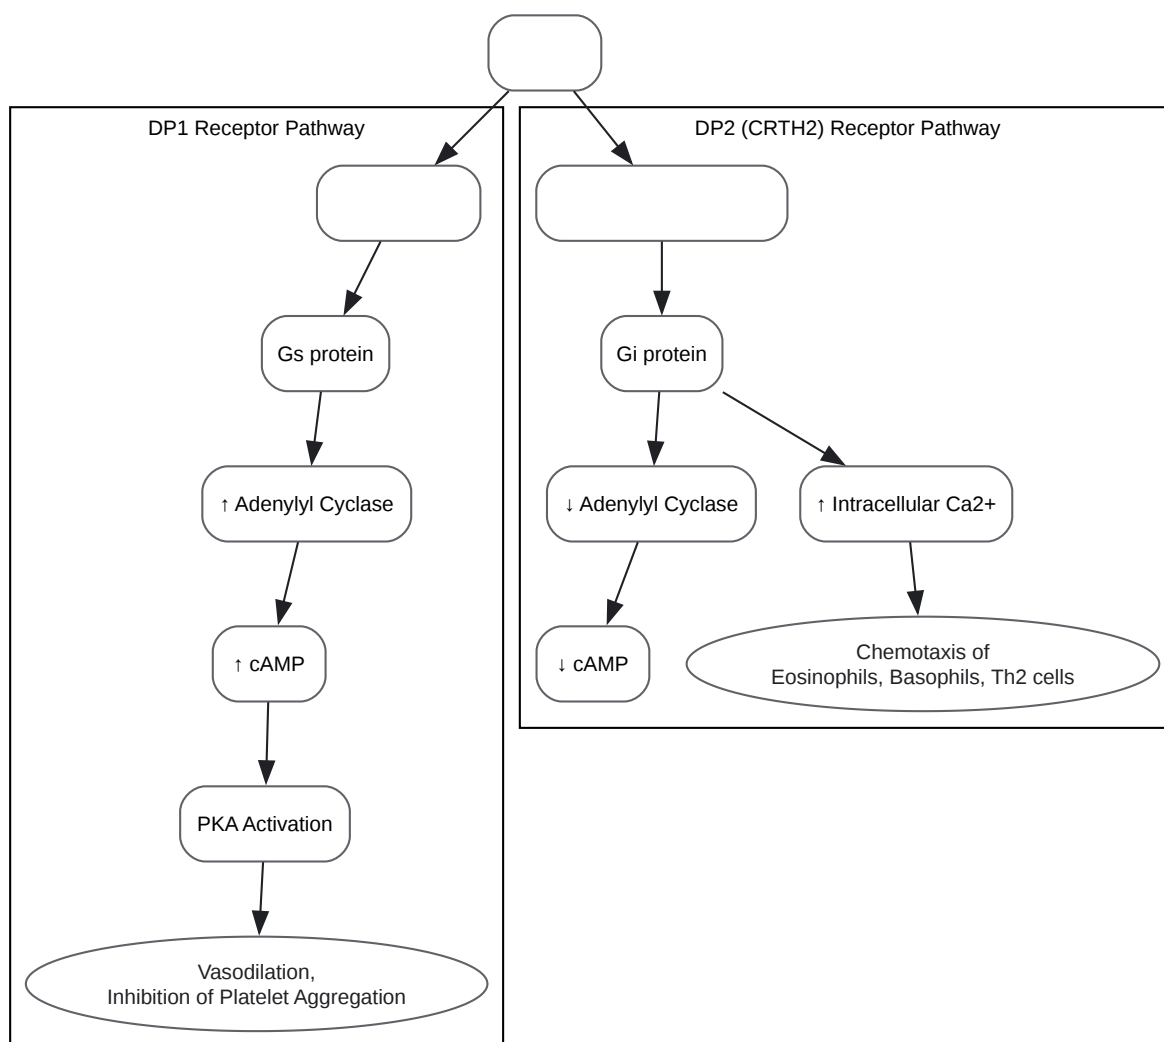 DP1 Receptor Pathway
DP2 (CRTH2) Receptor Pathway
Gs protein
Gi protein
↑ Adenylyl Cyclase
↓ Adenylyl Cyclase
↑ Intracellular Ca2+
↑ cAMP
↓ cAMP
Chemotaxis of
Eosinophils, Basophils, Th2 cells
PKA Activation
Vasodilation,
Inhibition of Platelet Aggregation